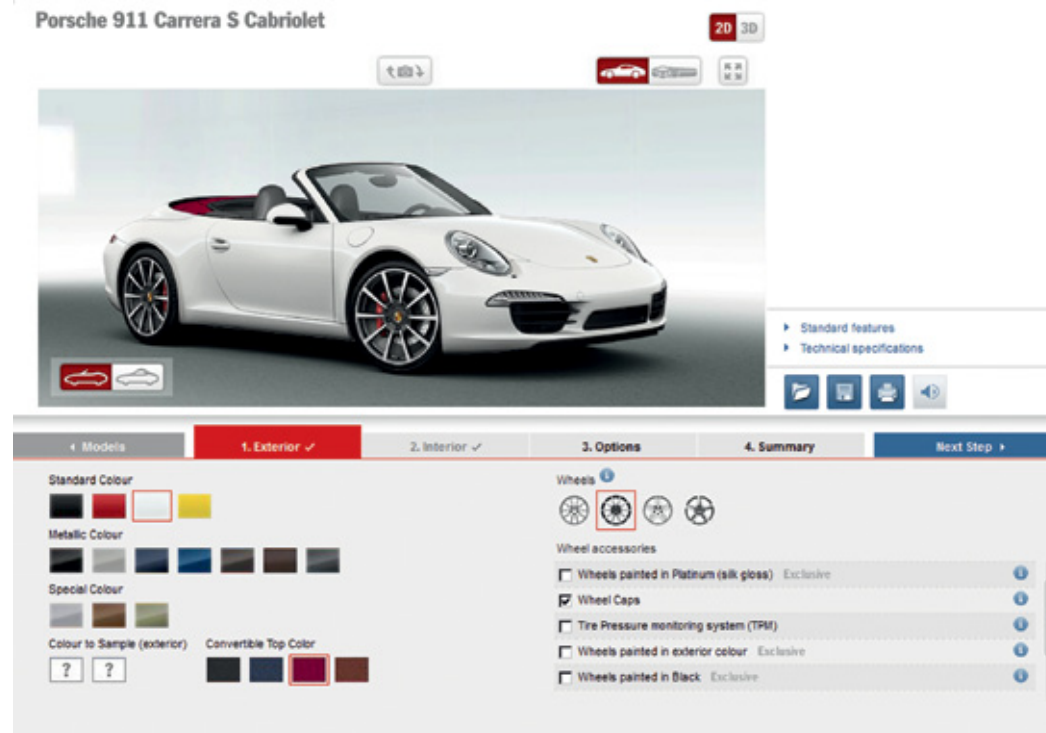 Porsche 911 Carrera S Cabriolet
2D 3D
Standard features
Technical specifications
Models
1. Exterior ✓
2. Interior ✓
3. Options
4. Summary
Next Step
Standard Colour
Metallic Colour
Special Colour
Colour to Sample (exterior)
? ?
Convertible Top Color
Wheels i
Wheel accessories
Wheels painted in Platinum (silk gloss) Exclusive i
Wheel Caps i
Tire Pressure monitoring system (TPM) i
Wheels painted in exterior colour Exclusive i
Wheels painted in Black Exclusive i